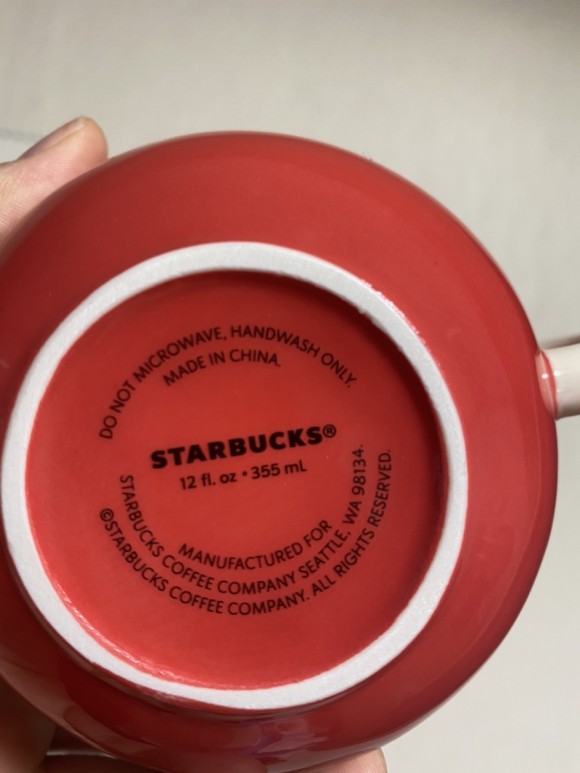 DO NOT MICROWAVE, HANDWASH ONLY.
MADE IN CHINA.
STARBUCKS®
12 fl. oz • 355 mL
MANUFACTURED FOR
STARBUCKS COFFEE COMPANY SEATTLE, WA 98134.
©STARBUCKS COFFEE COMPANY. ALL RIGHTS RESERVED.